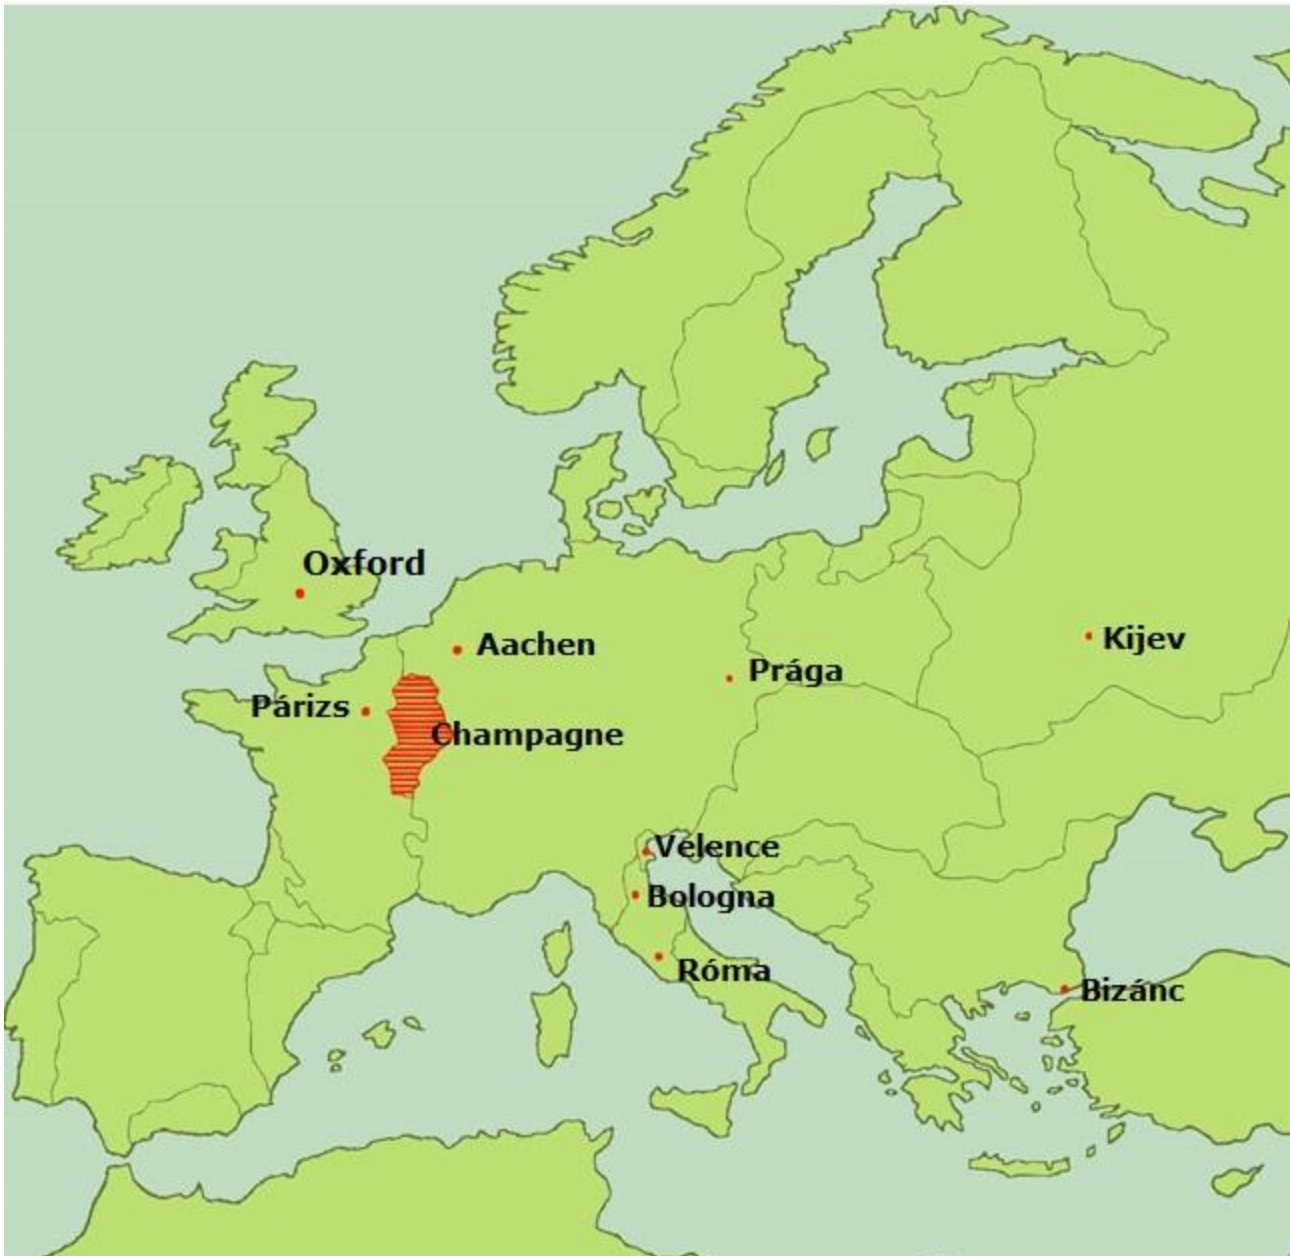 Oxford
Aachen
Kijev
Prága
Párizs
Champagne
Velence
Bologna
Róma
Bizánc